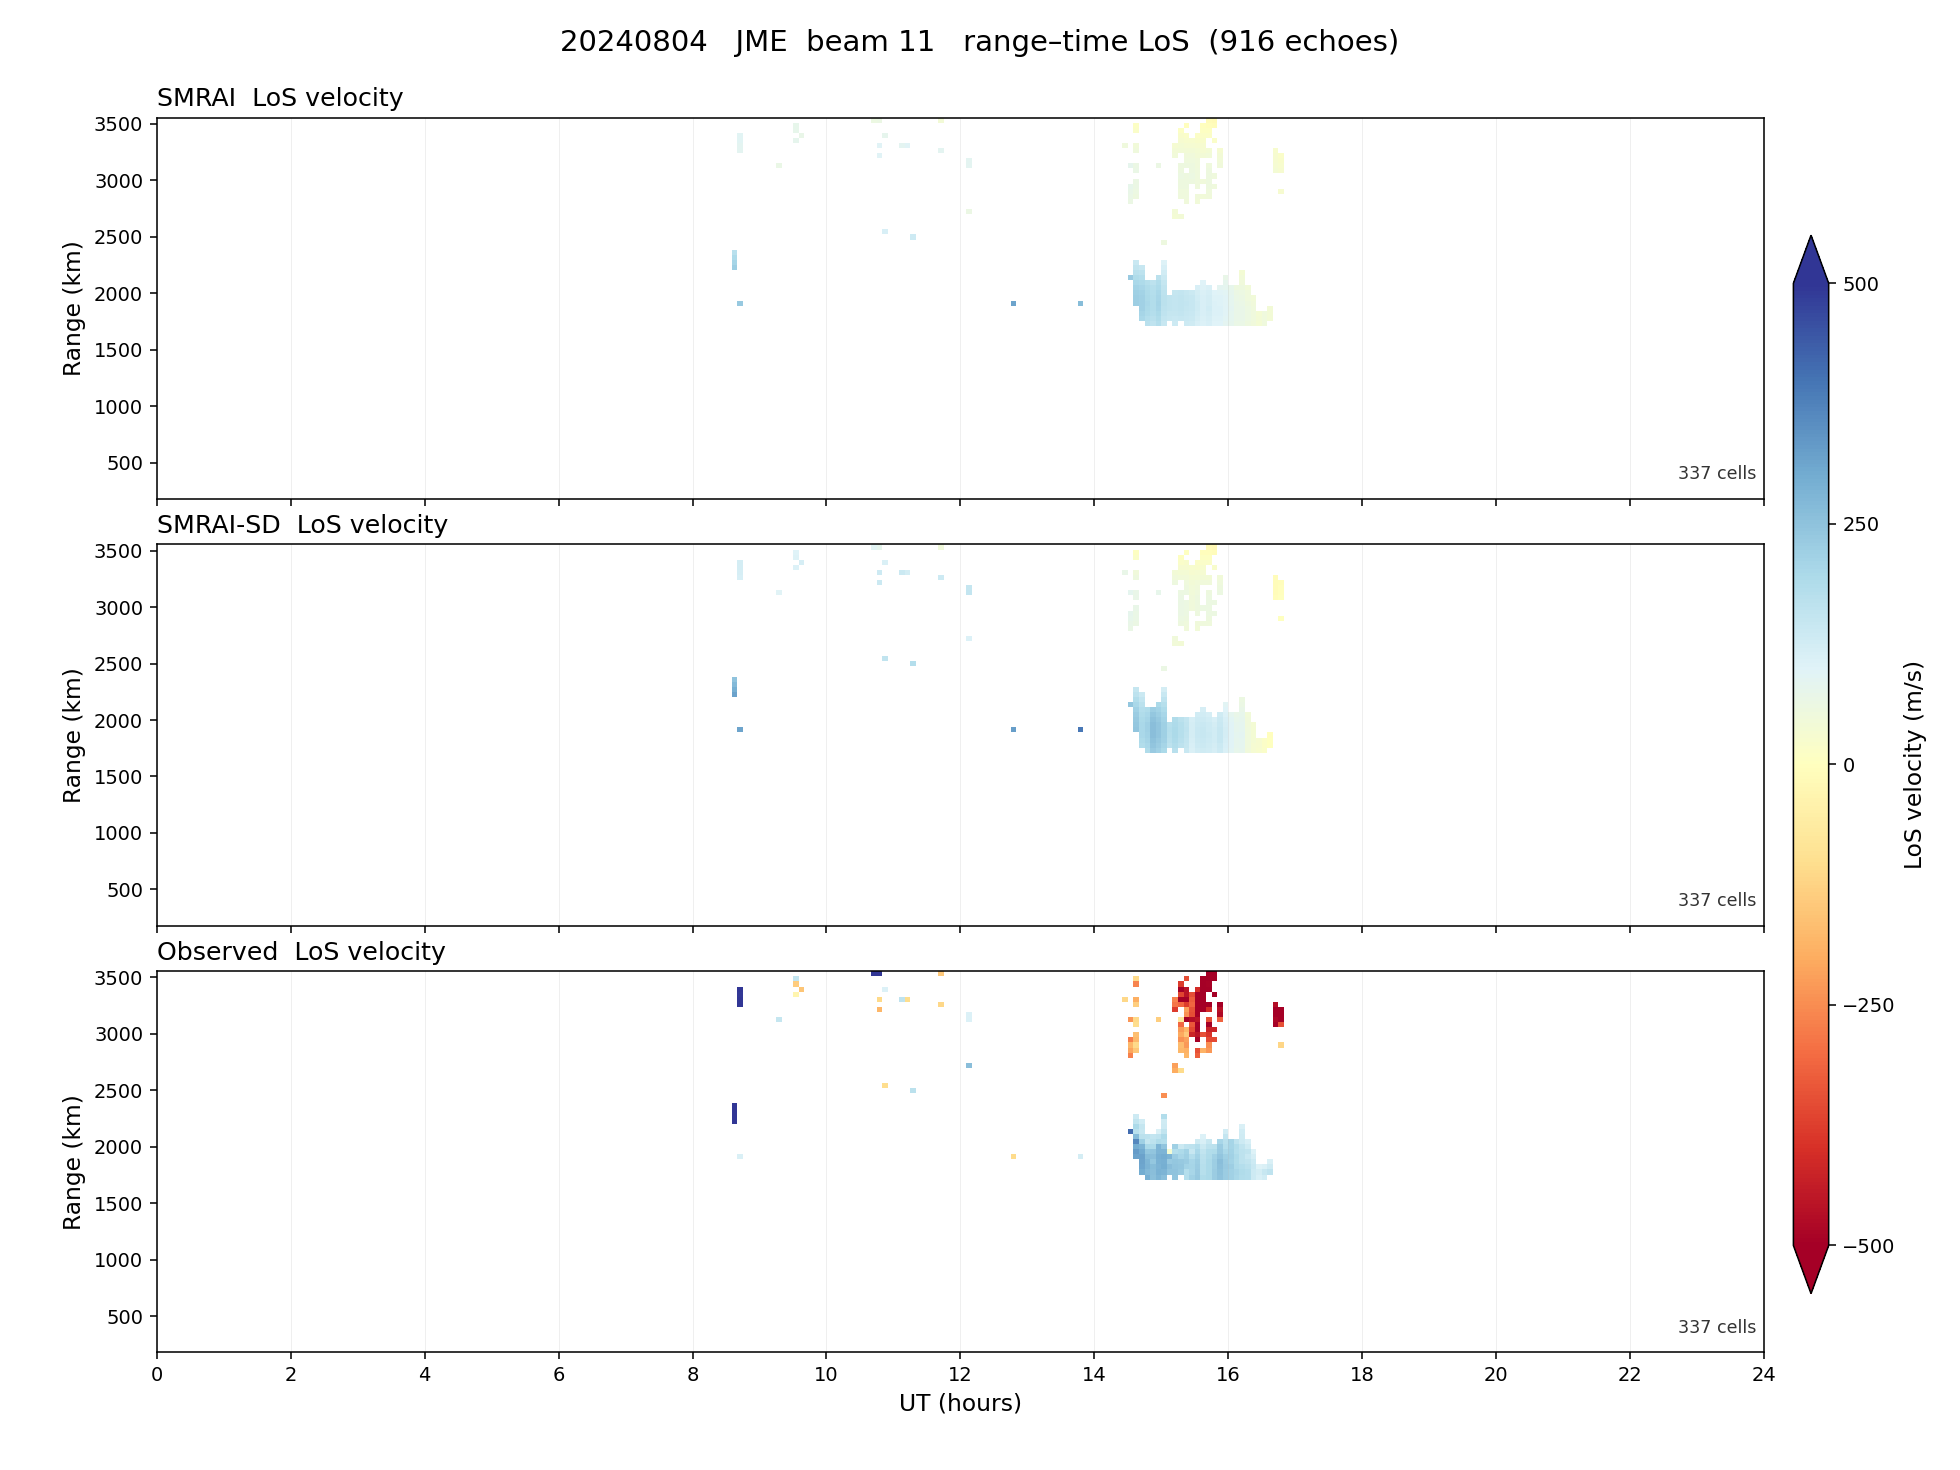 20240804   JME  beam 11   range–time LoS  (916 echoes)
SMRAI  LoS velocity
3500
3000
2500
2000
1500
1000
500
Range (km)
337 cells
SMRAI-SD  LoS velocity
3500
3000
2500
2000
1500
1000
500
Range (km)
337 cells
Observed  LoS velocity
3500
3000
2500
2000
1500
1000
500
Range (km)
337 cells
0 2 4 6 8 10 12 14 16 18 20 22 24
UT (hours)
500
250
0
−250
−500
LoS velocity (m/s)